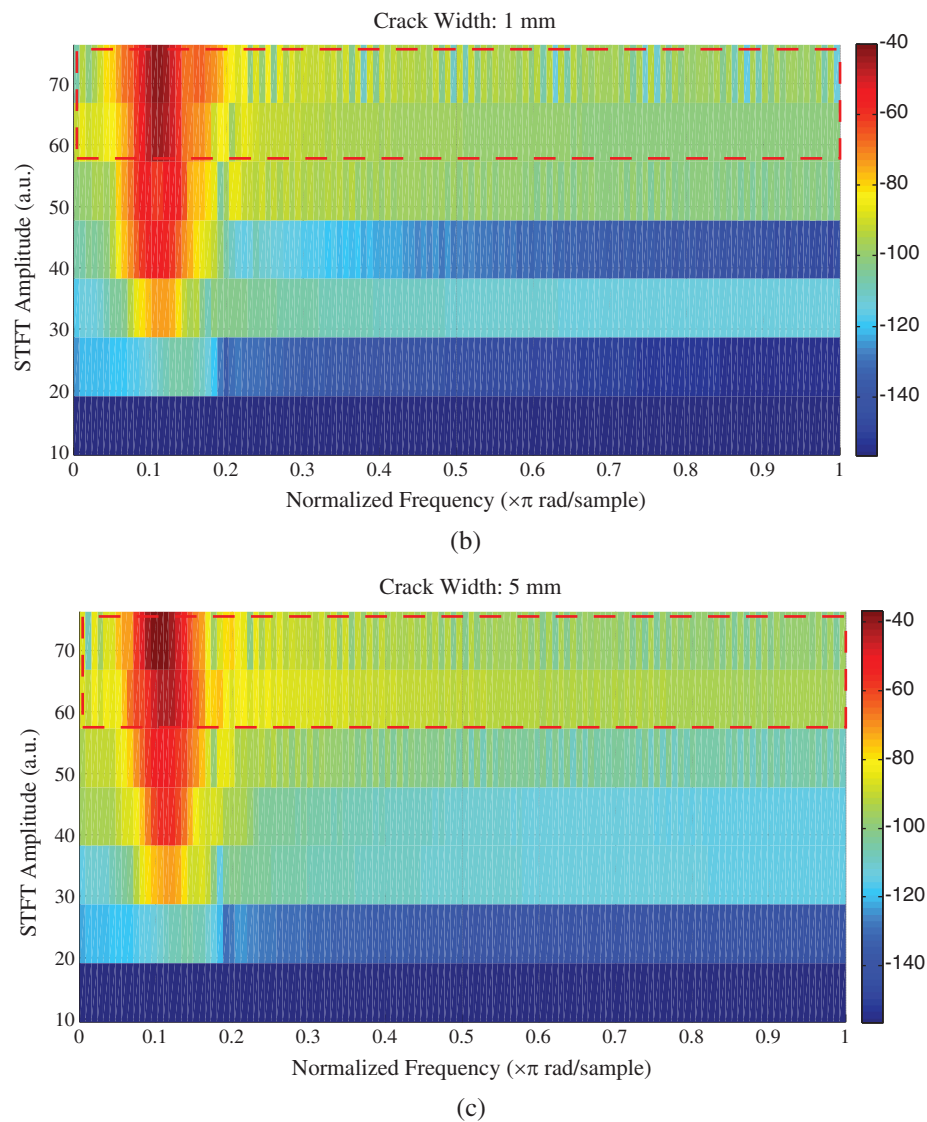 Crack Width: 1 mm
STFT Amplitude (a.u.)
70
60
50
40
30
20
10
0 0.1 0.2 0.3 0.4 0.5 0.6 0.7 0.8 0.9 1
Normalized Frequency (×π rad/sample)
-40
-60
-80
-100
-120
-140
(b)
Crack Width: 5 mm
STFT Amplitude (a.u.)
70
60
50
40
30
20
10
0 0.1 0.2 0.3 0.4 0.5 0.6 0.7 0.8 0.9 1
Normalized Frequency (×π rad/sample)
-40
-60
-80
-100
-120
-140
(c)